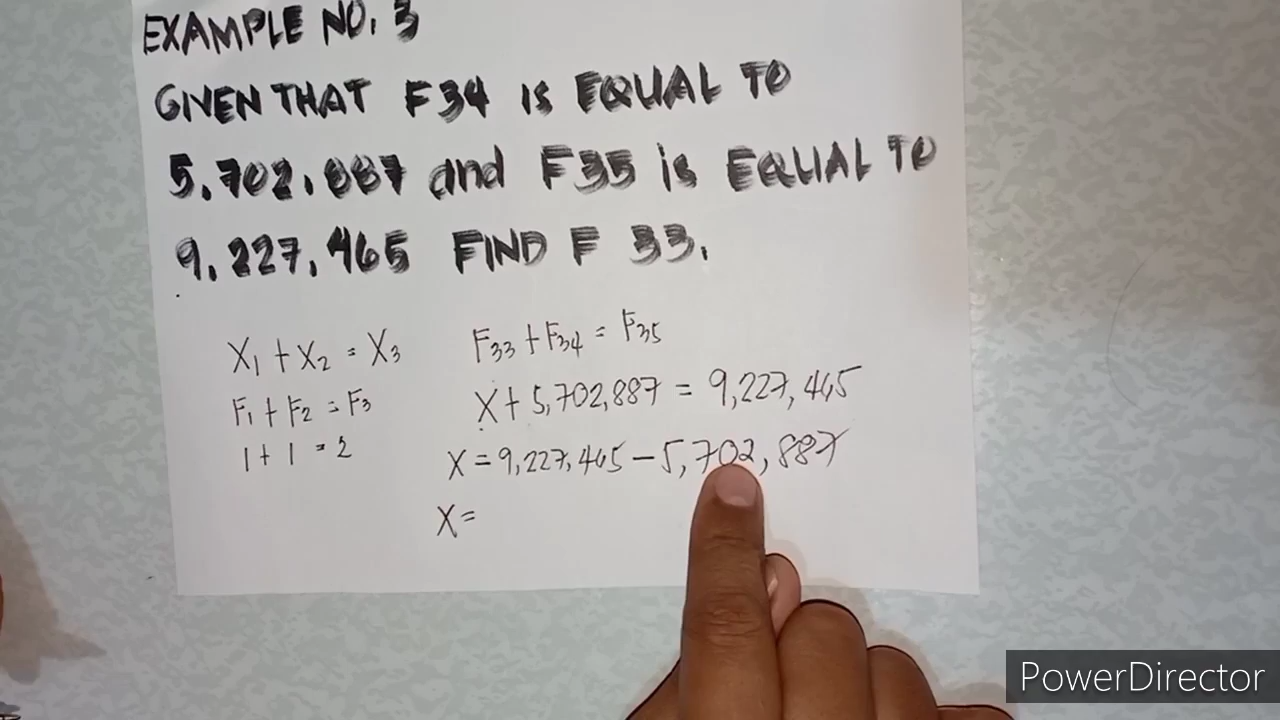 EXAMPLE NO. 3
GIVEN THAT F34 IS EQUAL TO
5,702,887 and F35 is EQUAL TO
9,227,465 FIND F 33.
X₁ + X₂ = X₃
F₁ + F₂ = F₃
1 + 1 = 2
F₃₃ + F₃₄ = F₃₅
X + 5,702,887 = 9,227,465
X = 9,227,465 – 5,702,887
X =
PowerDirector